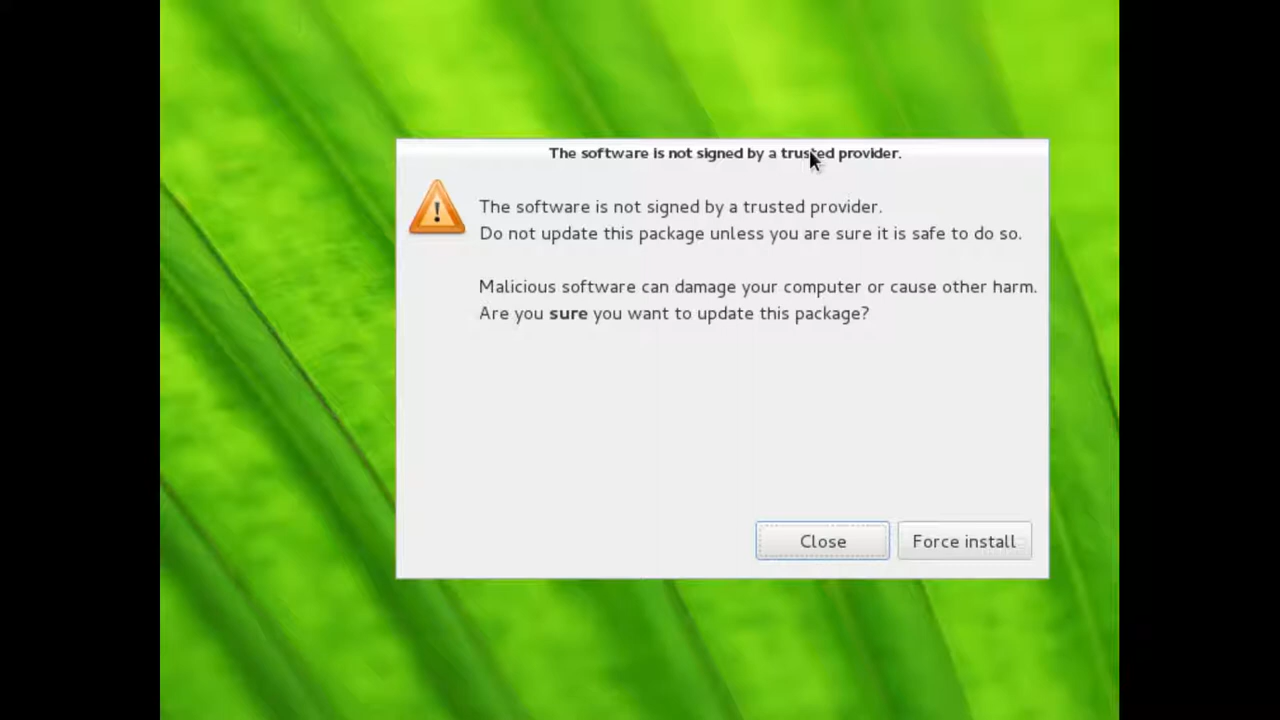 The software is not signed by a trusted provider.
The software is not signed by a trusted provider.
Do not update this package unless you are sure it is safe to do so.
Malicious software can damage your computer or cause other harm.
Are you sure you want to update this package?
Close
Force install